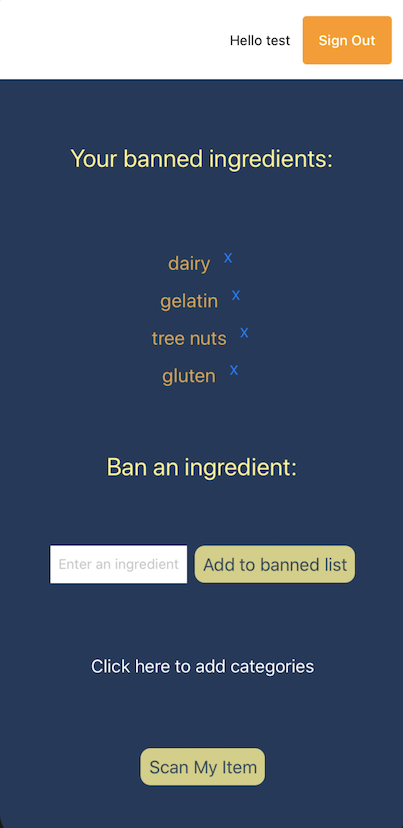 Hello test Sign Out
Your banned ingredients:
dairy x
gelatin x
tree nuts x
gluten x
Ban an ingredient:
Enter an ingredient Add to banned list
Click here to add categories
Scan My Item